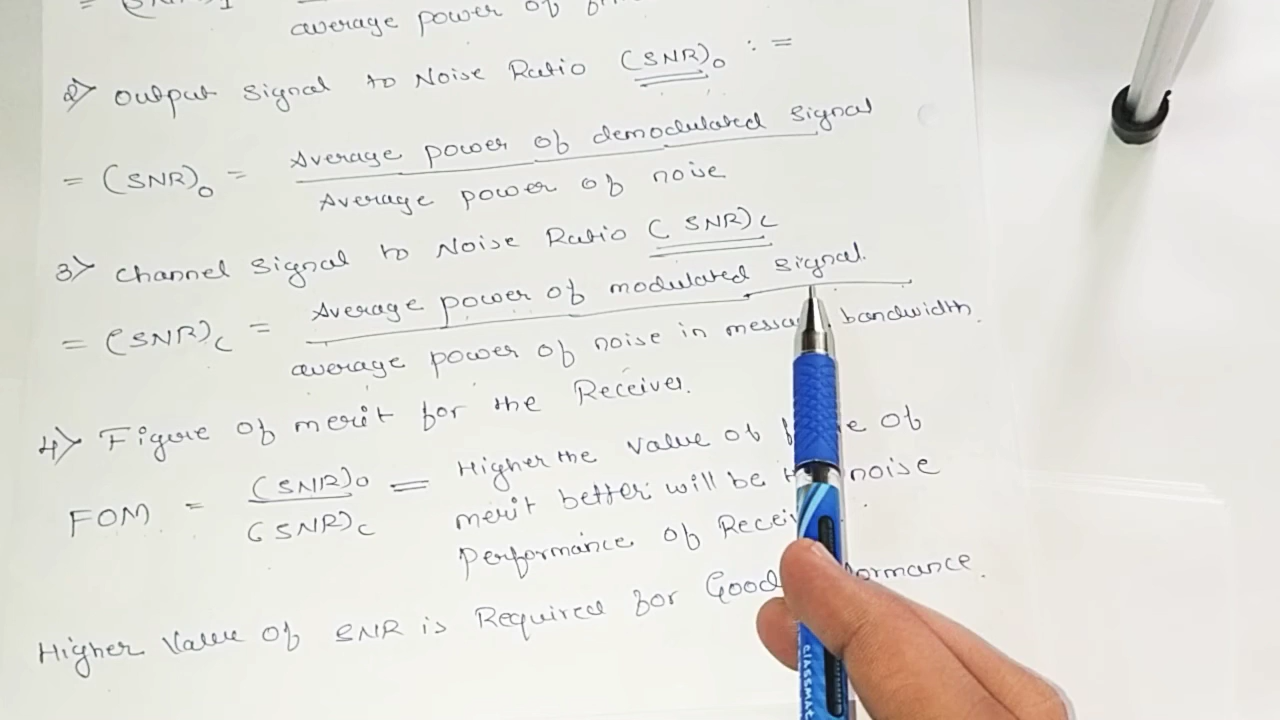 average power of
2> Output Signal to Noise Ratio (SNR)o : =
= (SNR)o = Average power of demodulated signal
Average power of noise
3> Channel Signal to Noise Ratio (SNR)c
= (SNR)c = Average power of modulated signal.
average power of noise in bandwidth.
4> Figure of merit for the Receiver.
FOM = (SNR)o = Higher the Value of of
(SNR)c merit better will be noise
Performance of
Higher Value of SNR is Required for Good
CLASSMAT